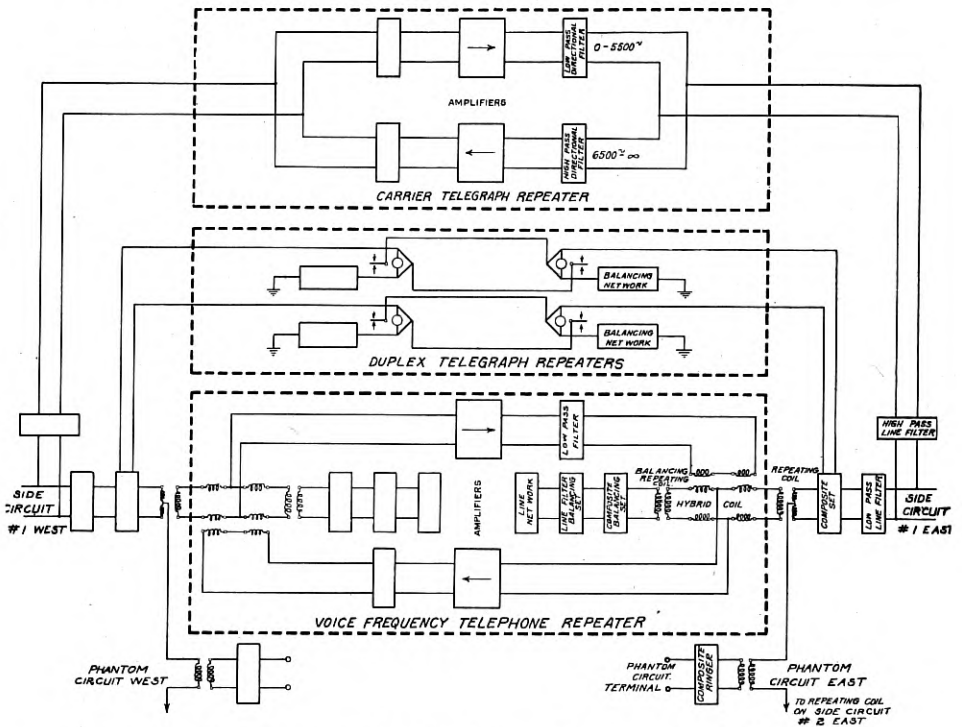 LOW PASS
DIRECTIONAL
FILTER
0-5500~
AMPLIFIERS
HIGH PASS
DIRECTIONAL
FILTER
6500~∞
CARRIER TELEGRAPH REPEATER
BALANCING
NETWORK
BALANCING
NETWORK
DUPLEX TELEGRAPH REPEATERS
HIGH PASS
LINE FILTER
LOW PASS
FILTER
SIDE
CIRCUIT
#1 WEST
AMPLIFIERS
LINE
NETWORK
LINE FILTER
BALANCING
SET
COMPOSITE
BALANCING
SET
BALANCING
REPEATING
COIL
HYBRID COIL
REPEATING
COIL
COMPOSITE
SET
LOW PASS
LINE FILTER
SIDE
CIRCUIT
#1 EAST
VOICE FREQUENCY TELEPHONE REPEATER
PHANTOM
CIRCUIT WEST
PHANTOM
CIRCUIT
TERMINAL
COMPOSITE
RINGER
PHANTOM
CIRCUIT EAST
TO REPEATING COIL
ON SIDE CIRCUIT
#2 EAST